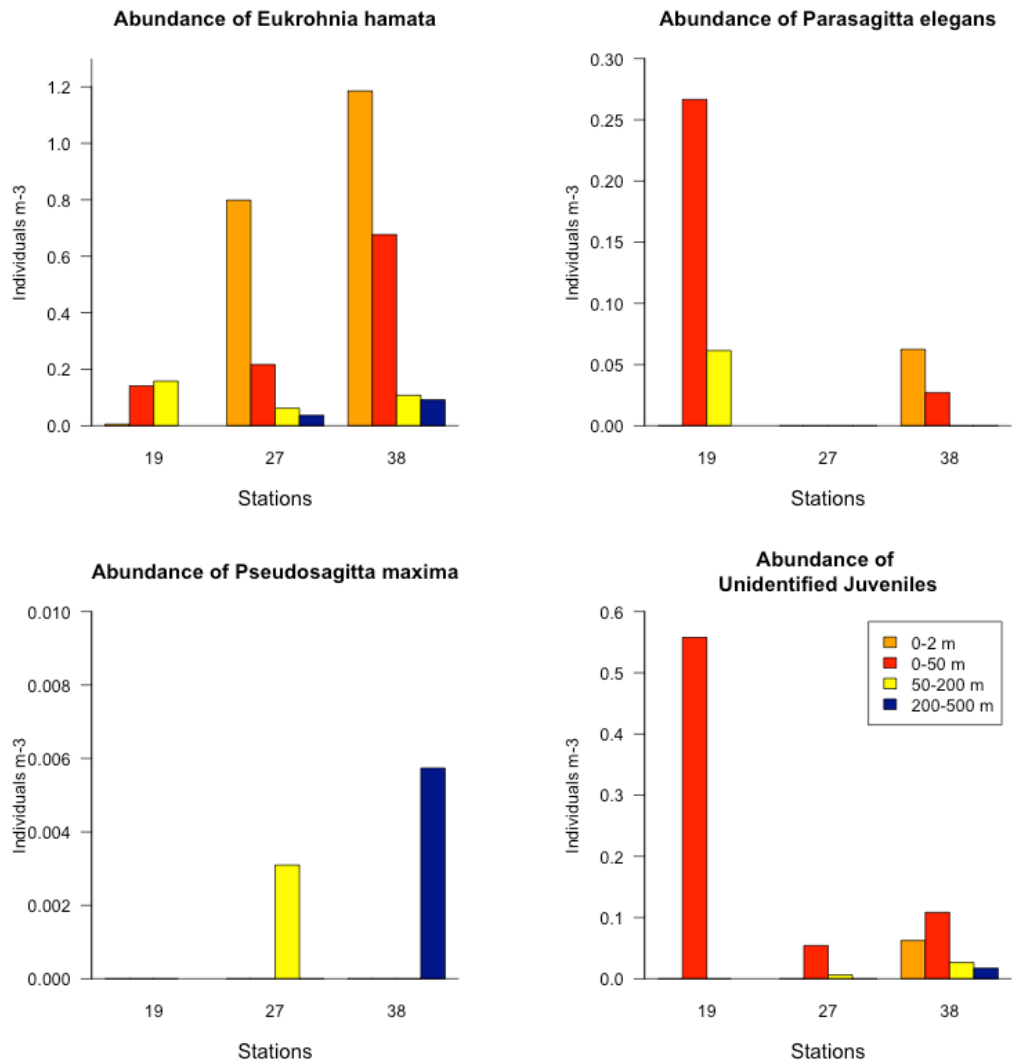 Abundance of Eukrohnia hamata
Individuals m-3
1.2
1.0
0.8
0.6
0.4
0.2
0.0
19 27 38
Stations
Abundance of Parasagitta elegans
Individuals m-3
0.30
0.25
0.20
0.15
0.10
0.05
0.00
19 27 38
Stations
Abundance of Pseudosagitta maxima
Individuals m-3
0.010
0.008
0.006
0.004
0.002
0.000
19 27 38
Stations
Abundance of
Unidentified Juveniles
Individuals m-3
0.6
0.5
0.4
0.3
0.2
0.1
0.0
0-2 m
0-50 m
50-200 m
200-500 m
19 27 38
Stations